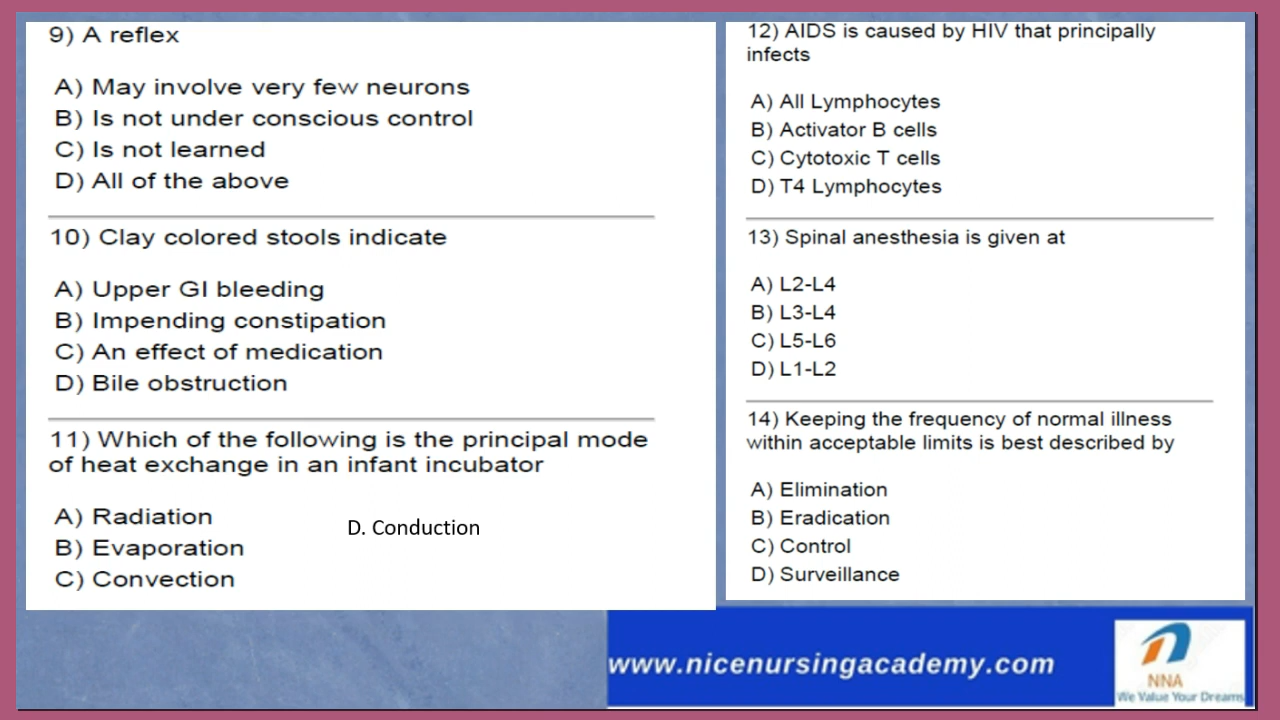 9) A reflex
A) May involve very few neurons
B) Is not under conscious control
C) Is not learned
D) All of the above
10) Clay colored stools indicate
A) Upper GI bleeding
B) Impending constipation
C) An effect of medication
D) Bile obstruction
11) Which of the following is the principal mode
of heat exchange in an infant incubator
A) Radiation
B) Evaporation
C) Convection
D. Conduction
12) AIDS is caused by HIV that principally
infects
A) All Lymphocytes
B) Activator B cells
C) Cytotoxic T cells
D) T4 Lymphocytes
13) Spinal anesthesia is given at
A) L2-L4
B) L3-L4
C) L5-L6
D) L1-L2
14) Keeping the frequency of normal illness
within acceptable limits is best described by
A) Elimination
B) Eradication
C) Control
D) Surveillance
www.nicenursingacademy.com
NNA
We Value Your Dreams